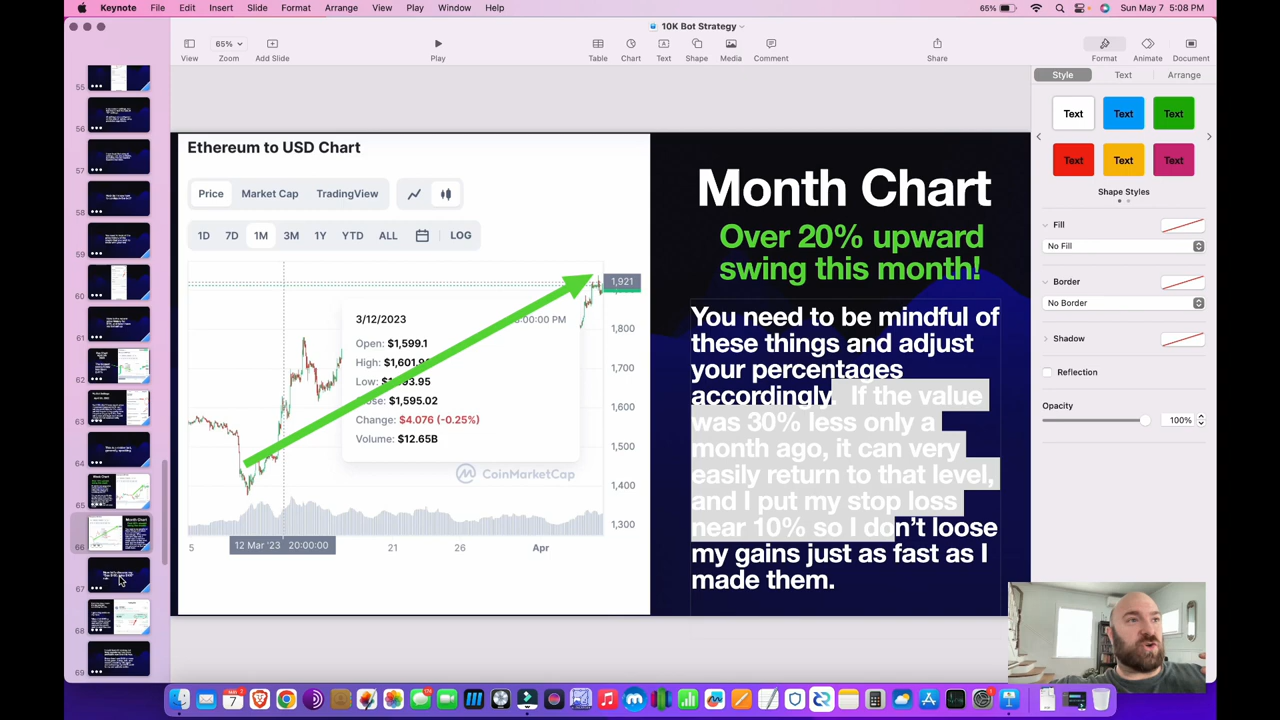 Keynote File Edit Insert Slide Format Arrange View Play Window Help
65% Sun May 7 5:08 PM
10K Bot Strategy
65%
View Zoom Add Slide Play Table Chart Text Shape Media Comment Share Format Animate Document
Style Text Arrange
Text Text Text
Text Text Text
Shape Styles
Fill
No Fill
Border
No Border
Shadow
Reflection
Opacity 100%
55
56
57
58
59
60
61
62
63
64
65
66
67
68
69
Ethereum to USD Chart
Price Market Cap TradingView
1D 7D 1M 3M 1Y YTD ALL LOG
1,921
1,800
1,700
1,600
1,500
1,400
1,300
3/12/2023 :00:00 PM
Open: $1,599.1
High: $1,601.9
Low: 93.95
ose: $1,595.02
Change: $4.076 (-0.25%)
Volume: $12.65B
CoinMarketCap
5 12 Mar '23 20:00:00 21 26 Apr
Month Chart
Over 20% upward
swing this month!
You need to be mindful of
these things and adjust
your percentages
accordingly. If the value
was 30% less only a
month ago, it can very
easily return to that level,
and I put my stop loss
near 10% so I don't loose
my gains just as fast as I
made them.